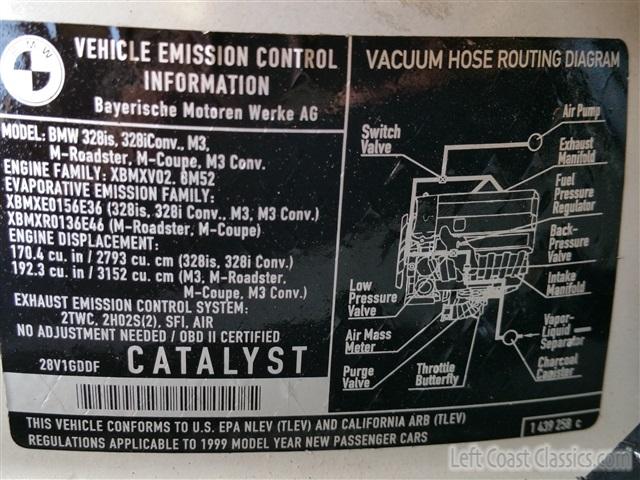 BMW
VEHICLE EMISSION CONTROL
INFORMATION
Bayerische Motoren Werke AG
MODEL: BMW 328is, 328iConv., M3,
M-Roadster, M-Coupe, M3 Conv.
ENGINE FAMILY: XBMXV02, 8M52
EVAPORATIVE EMISSION FAMILY:
XBMXE0156E36 (328is, 328i Conv., M3, M3 Conv.)
XBMXR0136E46 (M-Roadster, M-Coupe)
ENGINE DISPLACEMENT:
170.4 cu. in / 2793 cu. cm (328is, 328i Conv.)
192.3 cu. in / 3152 cu. cm (M3, M-Roadster,
M-Coupe, M3 Conv.)
EXHAUST EMISSION CONTROL SYSTEM:
2TWC, 2HO2S(2), SFI, AIR
NO ADJUSTMENT NEEDED / OBD II CERTIFIED
28V1GDDF CATALYST
VACUUM HOSE ROUTING DIAGRAM
Air Pump
Switch
Valve
Exhaust
Manifold
Fuel
Pressure
Regulator
Back-
Pressure
Valve
Intake
Manifold
Low
Pressure
Valve
Air Mass
Meter
Purge
Valve
Throttle
Butterfly
Vapor-
Liquid
Separator
Charcoal
Canister
THIS VEHICLE CONFORMS TO U.S. EPA NLEV (TLEV) AND CALIFORNIA ARB (TLEV)
REGULATIONS APPLICABLE TO 1999 MODEL YEAR NEW PASSENGER CARS
1 439 258 c
Left Coast Classics.com